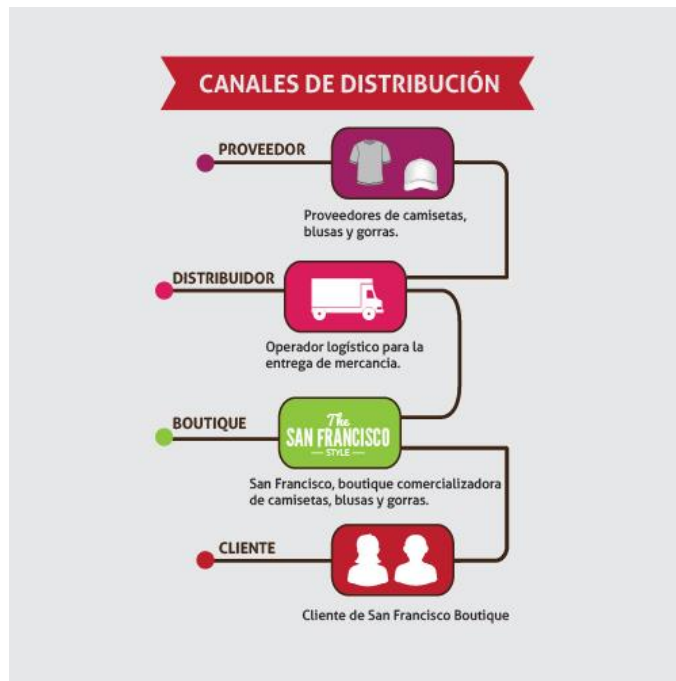 CANALES DE DISTRIBUCIÓN
PROVEEDOR
Proveedores de camisetas,
blusas y gorras.
DISTRIBUIDOR
Operador logístico para la
entrega de mercancia.
BOUTIQUE
The
SAN FRANCISCO
STYLE
San Francisco, boutique comercializadora
de camisetas, blusas y gorras.
CLIENTE
Cliente de San Francisco Boutique